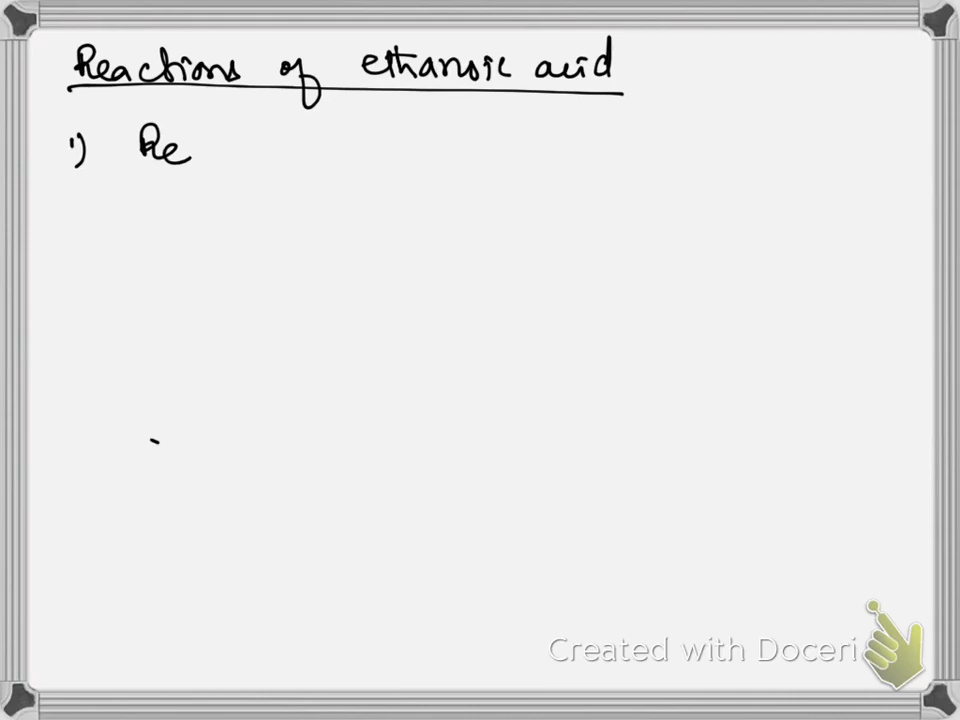 Reactions of ethanoic acid
1) Re
Created with Doceri